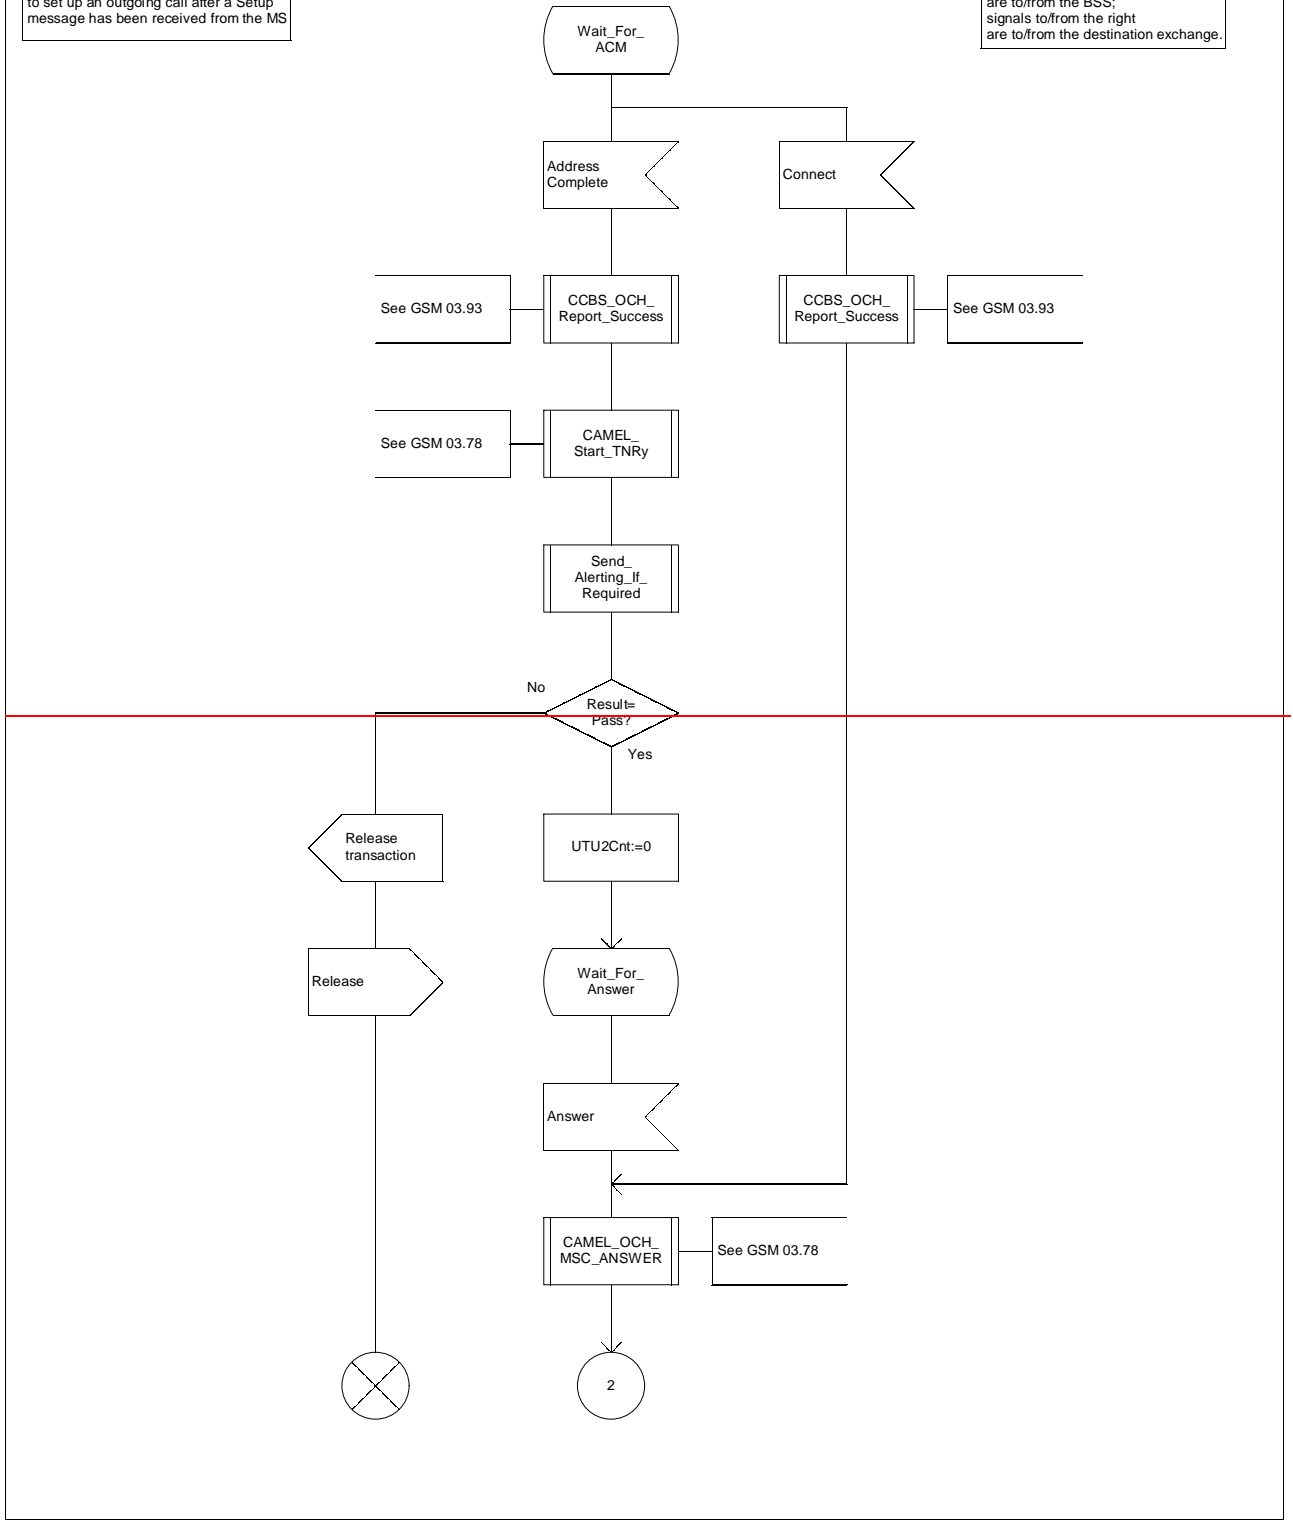 to set up an outgoing call after a Setup
message has been received from the MS
are to/from the BSS;
signals to/from the right
are to/from the destination exchange.
Wait_For_
ACM
Address
Complete
Connect
See GSM 03.93
CCBS_OCH_
Report_Success
CCBS_OCH_
Report_Success
See GSM 03.93
See GSM 03.78
CAMEL_
Start_TNRy
Send_
Alerting_If_
Required
No
Result=
Pass?
Yes
Release
transaction
UTU2Cnt:=0
Release
Wait_For_
Answer
Answer
CAMEL_OCH_
MSC_ANSWER
See GSM 03.78
2